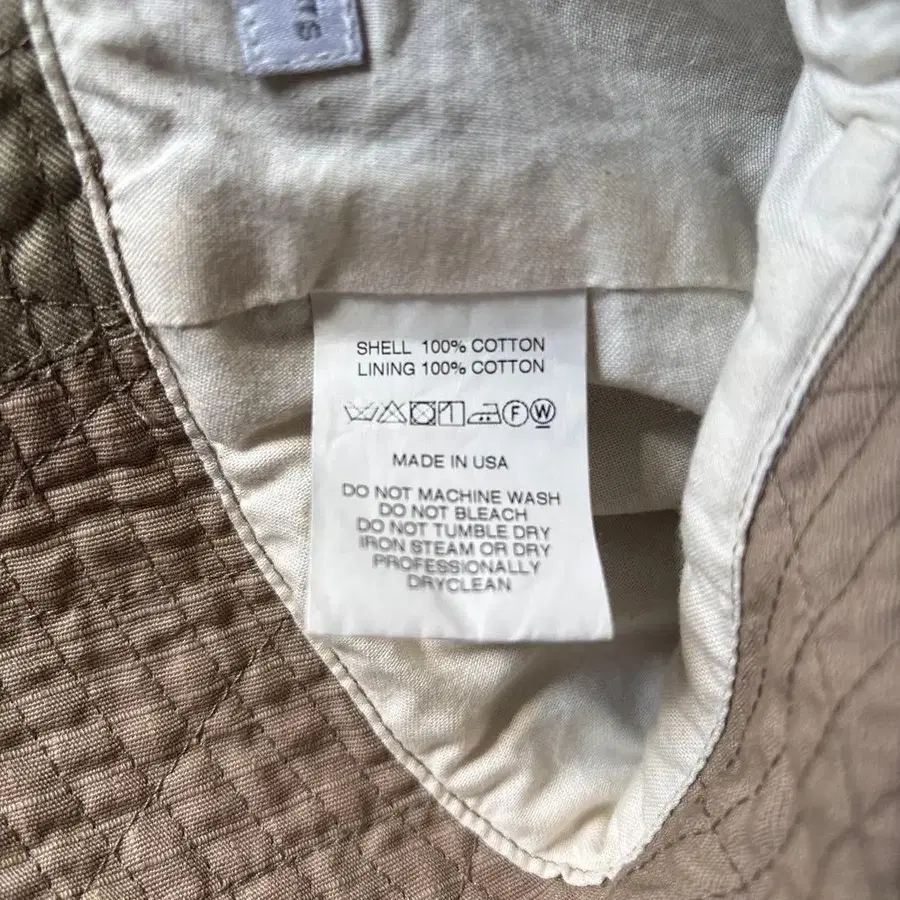 TS
SHELL 100% COTTON
LINING 100% COTTON
F W
MADE IN USA
DO NOT MACHINE WASH
DO NOT BLEACH
DO NOT TUMBLE DRY
IRON STEAM OR DRY
PROFESSIONALLY
DRYCLEAN